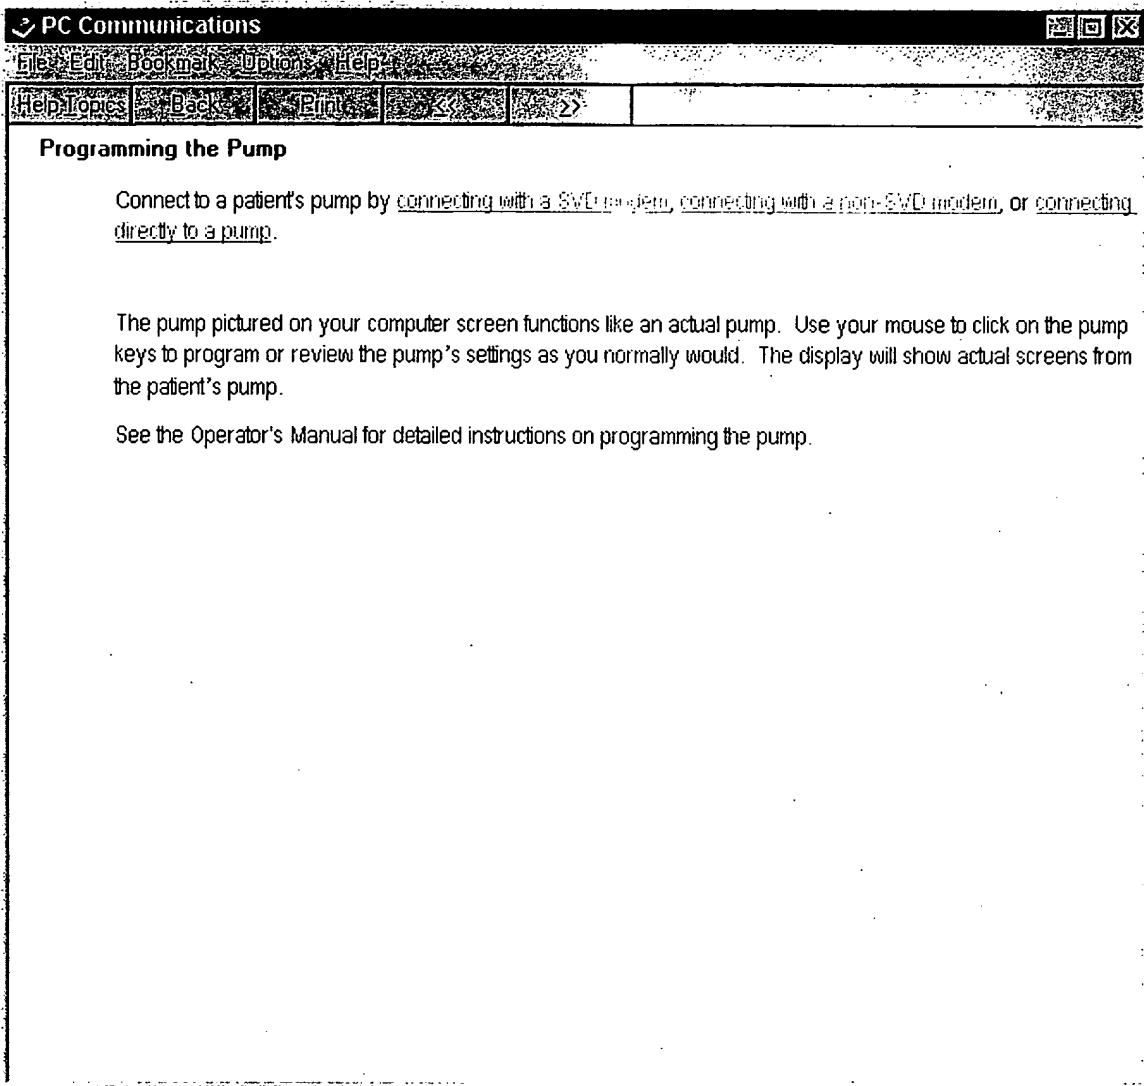 PC Communications
File Edit Bookmark Options Help
Help Topics Back Print << >>
Programming the Pump
Connect to a patient's pump by connecting with a SVD modem, connecting with a non-SVD modem, or connecting
directly to a pump.
The pump pictured on your computer screen functions like an actual pump. Use your mouse to click on the pump
keys to program or review the pump's settings as you normally would. The display will show actual screens from
the patient's pump.
See the Operator's Manual for detailed instructions on programming the pump.